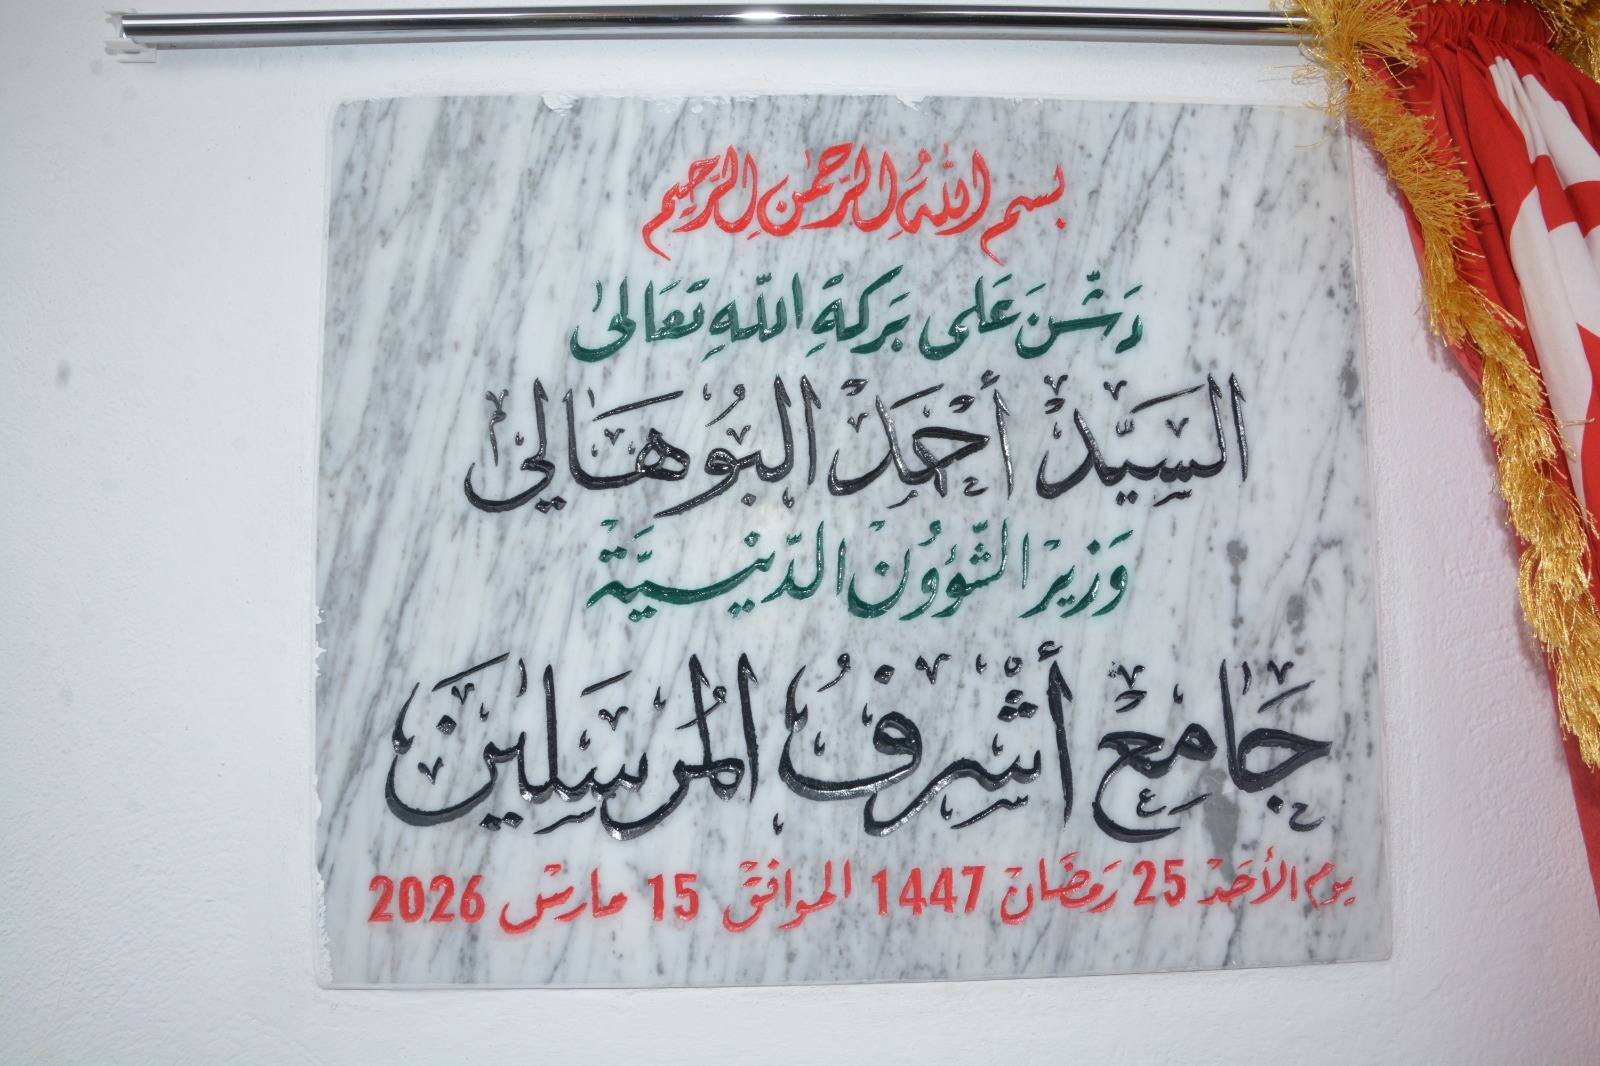 بسم الله الرحمن الرحيم
دشن على بركة الله تعالى
السيد أحمد البوهالي
وزير الشؤون الدينية
جامع أشرف المرسلين
يوم الأحد 25 رمضان 1447 الموافق 15 مارس 2026